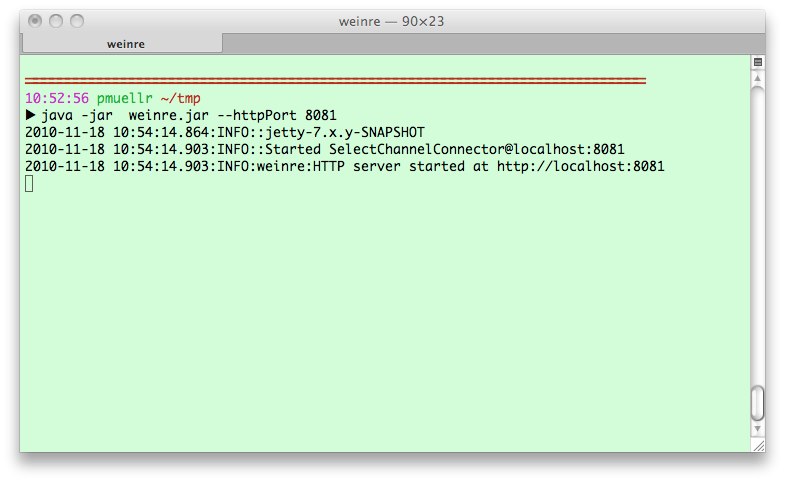 weinre — 90×23
weinre
10:52:56 pmuellr ~/tmp
▶ java -jar  weinre.jar --httpPort 8081
2010-11-18 10:54:14.864:INFO::jetty-7.x.y-SNAPSHOT
2010-11-18 10:54:14.903:INFO::Started SelectChannelConnector@localhost:8081
2010-11-18 10:54:14.903:INFO:weinre:HTTP server started at http://localhost:8081